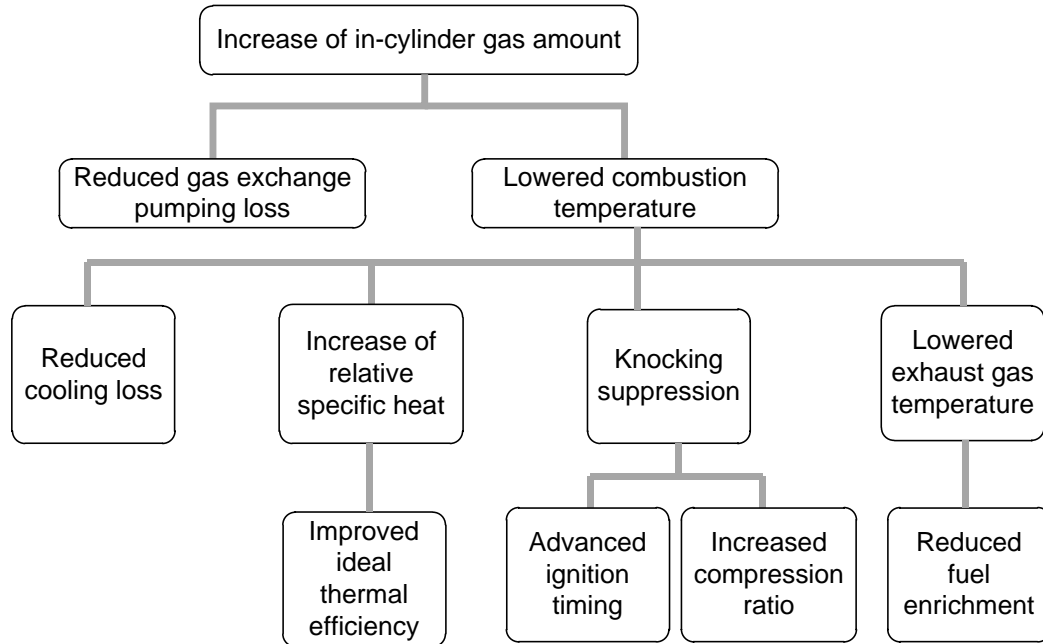 Increase of in-cylinder gas amount
Reduced gas exchange
pumping loss
Lowered combustion
temperature
Reduced
cooling loss
Increase of
relative
specific heat
Knocking
suppression
Lowered
exhaust gas
temperature
Improved
ideal
thermal
efficiency
Advanced
ignition
timing
Increased
compression
ratio
Reduced
fuel
enrichment